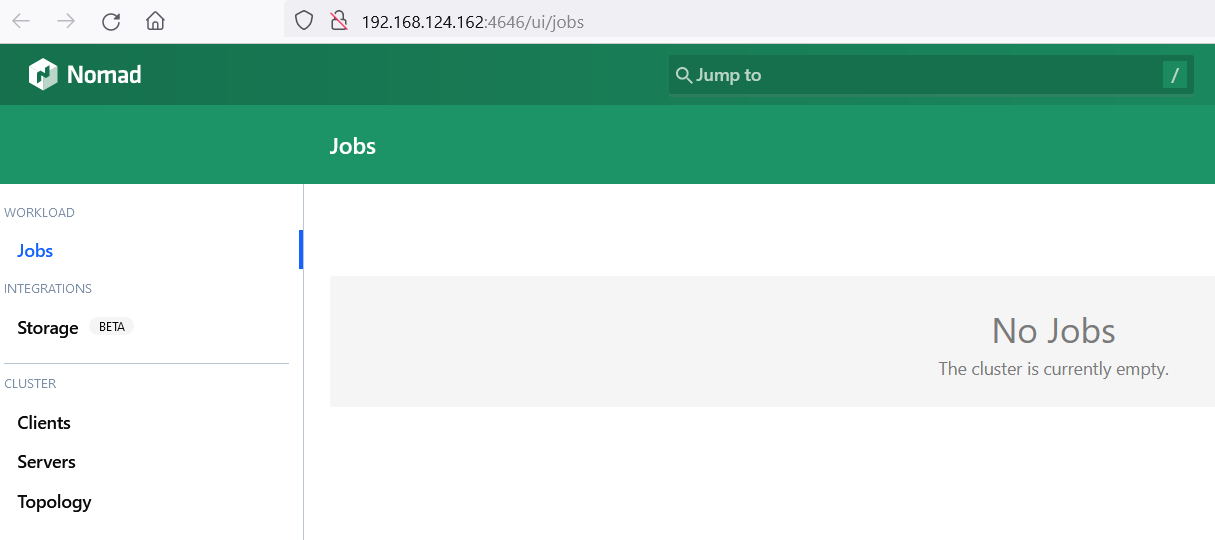 192.168.124.162:4646/ui/jobs
Nomad
Jump to
/
Jobs
WORKLOAD
Jobs
INTEGRATIONS
Storage BETA
CLUSTER
Clients
Servers
Topology
No Jobs
The cluster is currently empty.